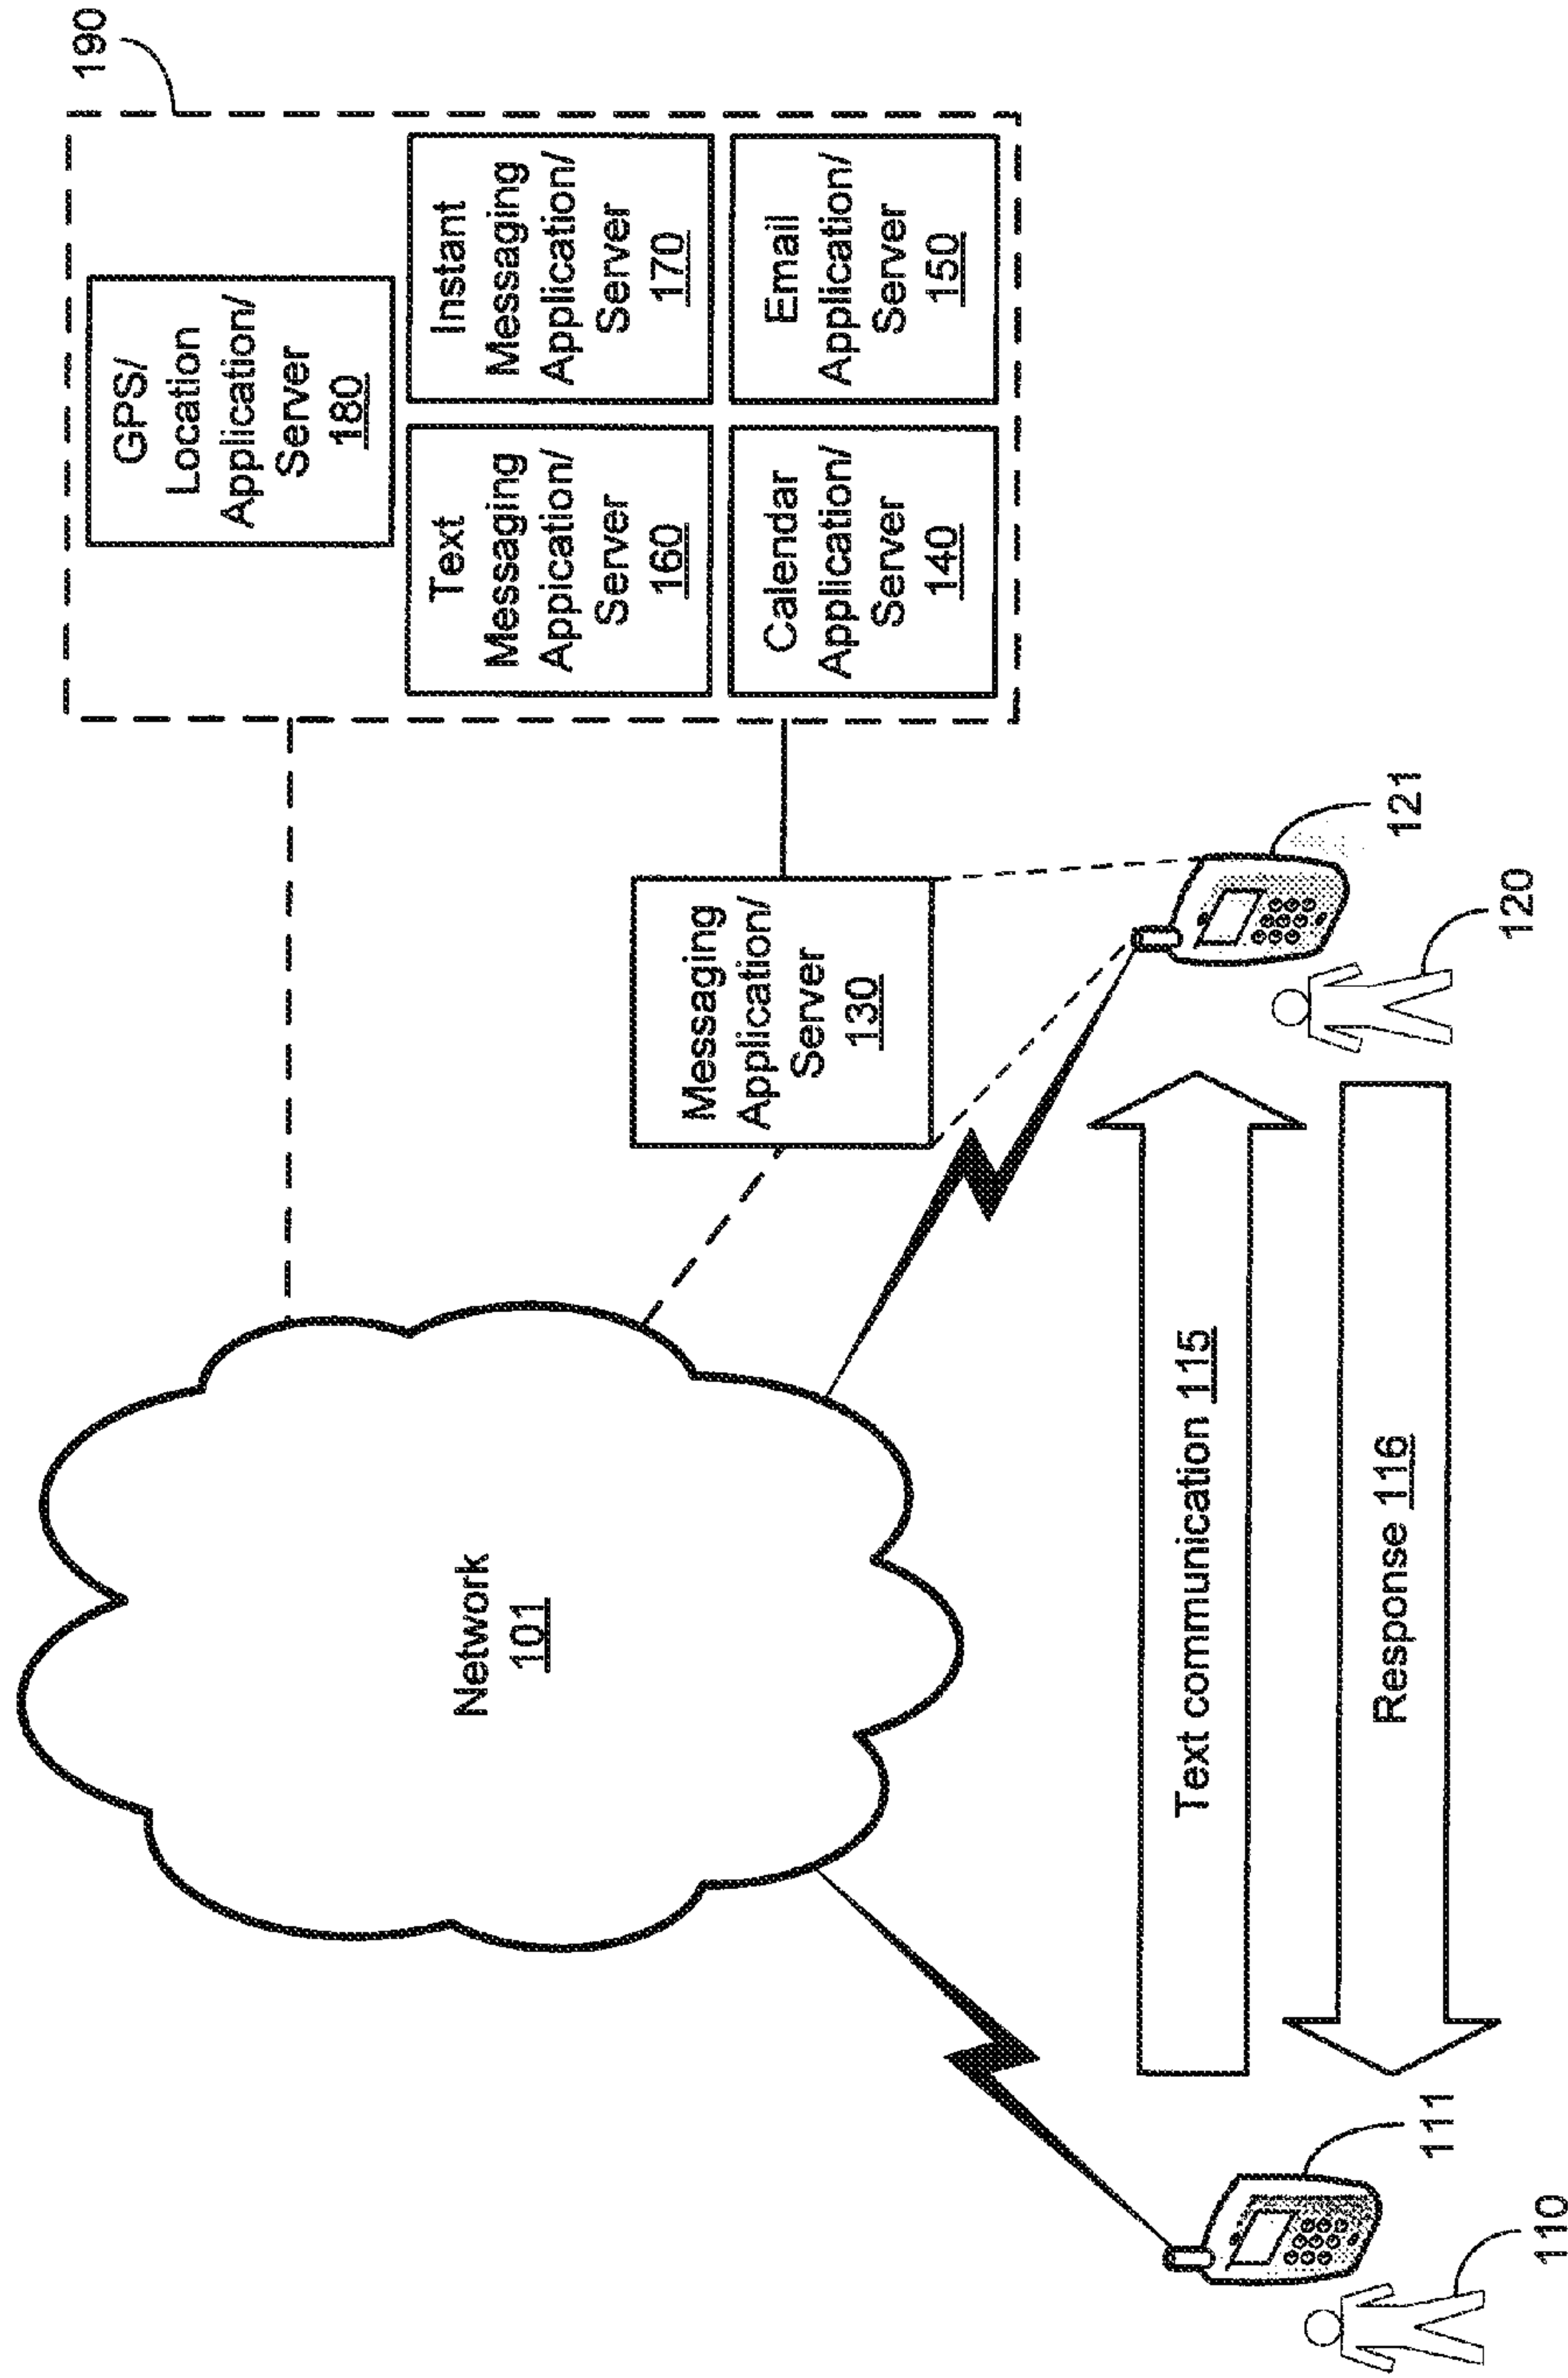 190
GPS/
Location
Application/
Server
180
Text
Messaging
Appication/
Server
160
Instant
Messaging
Application/
Server
170
Calendar
Application/
Server
140
Email
Application/
Server
150
Network
101
Messaging
Application/
Server
130
121
120
Text communication 115
Response 116
111
110